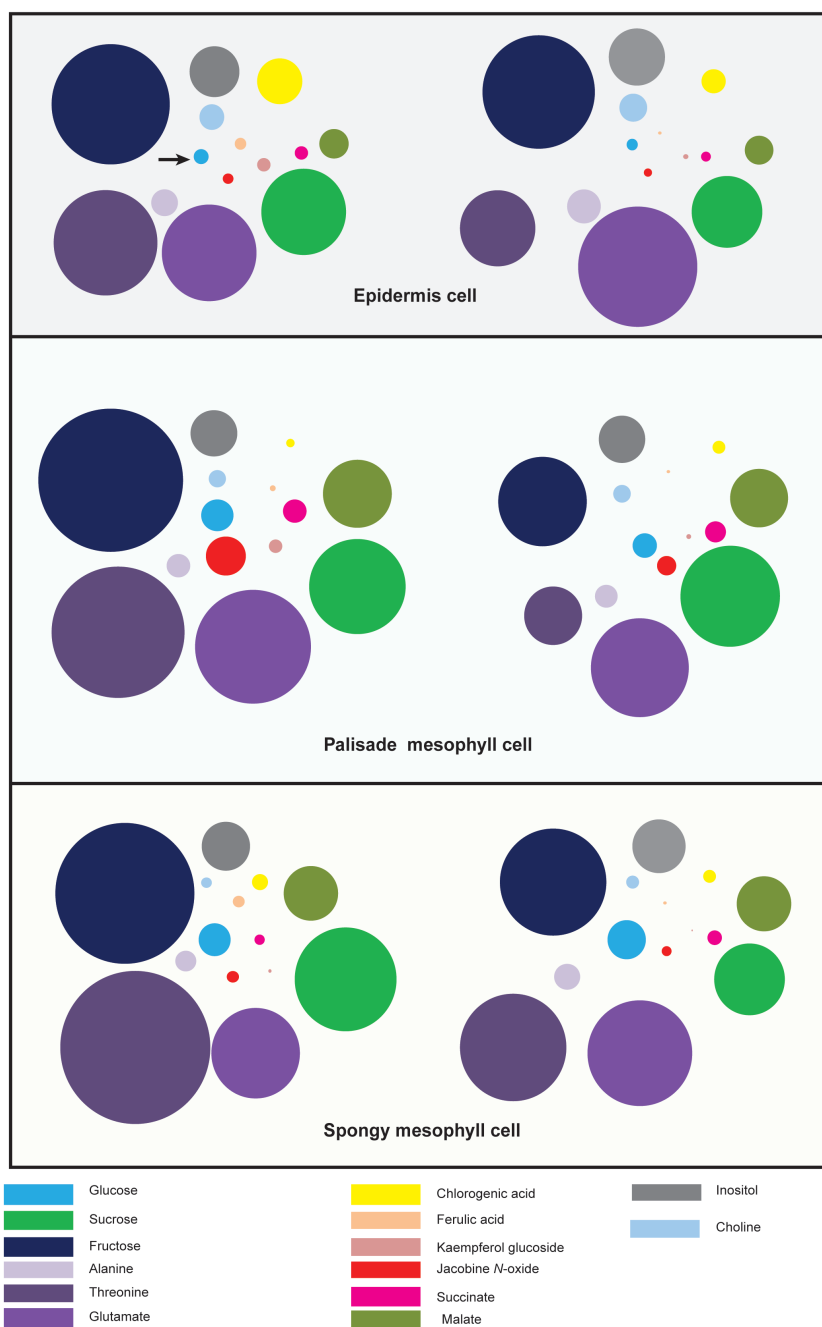 Epidermis cell
Palisade mesophyll cell
Spongy mesophyll cell
Glucose
Sucrose
Fructose
Alanine
Threonine
Glutamate
Chlorogenic acid
Ferulic acid
Kaempferol glucoside
Jacobine N-oxide
Succinate
Malate
Inositol
Choline